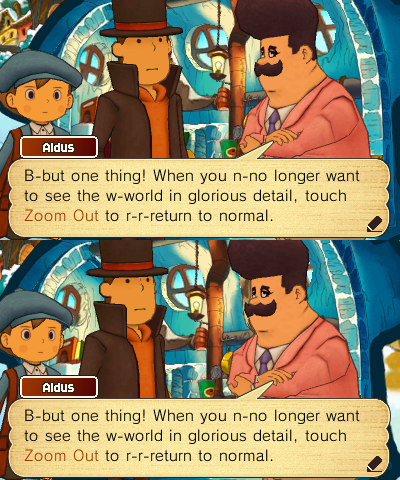 Aldus
B-but one thing! When you n-no longer want
to see the w-world in glorious detail, touch
Zoom Out to r-r-return to normal.
Aldus
B-but one thing! When you n-no longer want
to see the w-world in glorious detail, touch
Zoom Out to r-r-return to normal.